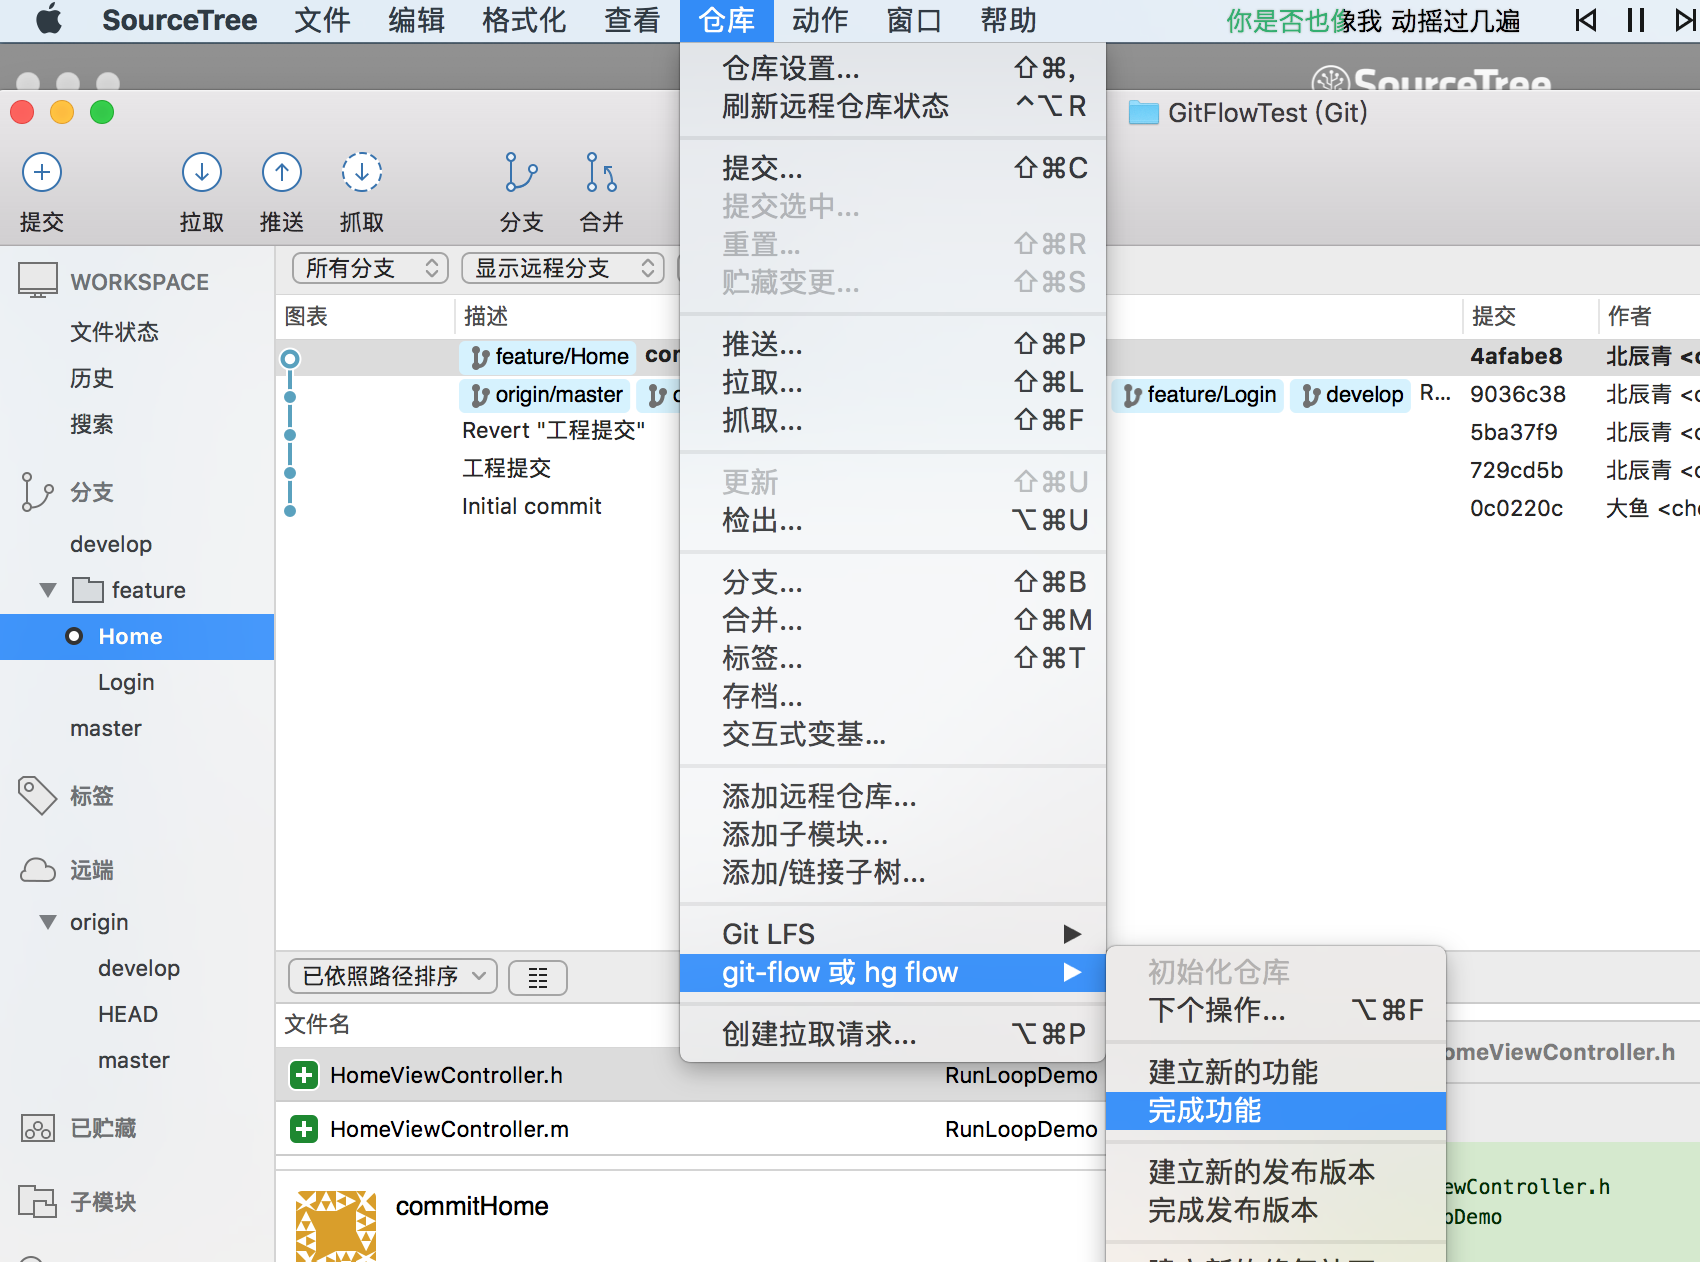 SourceTree 文件 编辑 格式化 查看 仓库 动作 窗口 帮助 你是否也像我 动摇过几遍
SourceTree
GitFlowTest (Git)
提交 拉取 推送 抓取 分支 合并
WORKSPACE
文件状态
历史
搜索
分支
develop
feature
Home
Login
master
标签
远端
origin
develop
HEAD
master
已贮藏
子模块
所有分支 显示远程分支
图表 描述 提交 作者
feature/Home 4afabe8 北辰青
origin/master feature/Login develop R... 9036c38 北辰青
Revert "工程提交" 5ba37f9 北辰青
工程提交 729cd5b 北辰青
Initial commit 0c0220c 大鱼
仓库设置... ⇧⌘,
刷新远程仓库状态 ^⌥R
提交... ⇧⌘C
提交选中...
重置... ⇧⌘R
贮藏变更... ⇧⌘S
推送... ⇧⌘P
拉取... ⇧⌘L
抓取... ⇧⌘F
更新 ⇧⌘U
检出... ⌥⌘U
分支... ⇧⌘B
合并... ⇧⌘M
标签... ⇧⌘T
存档...
交互式变基...
添加远程仓库...
添加子模块...
添加/链接子树...
Git LFS
git-flow 或 hg flow
创建拉取请求... ⌥⌘P
初始化仓库
下个操作... ⌥⌘F
建立新的功能
完成功能
建立新的发布版本
完成发布版本
已依照路径排序
文件名
HomeViewController.h RunLoopDemo
HomeViewController.m RunLoopDemo
commitHome
omeViewController.h
ewController.h
Demo